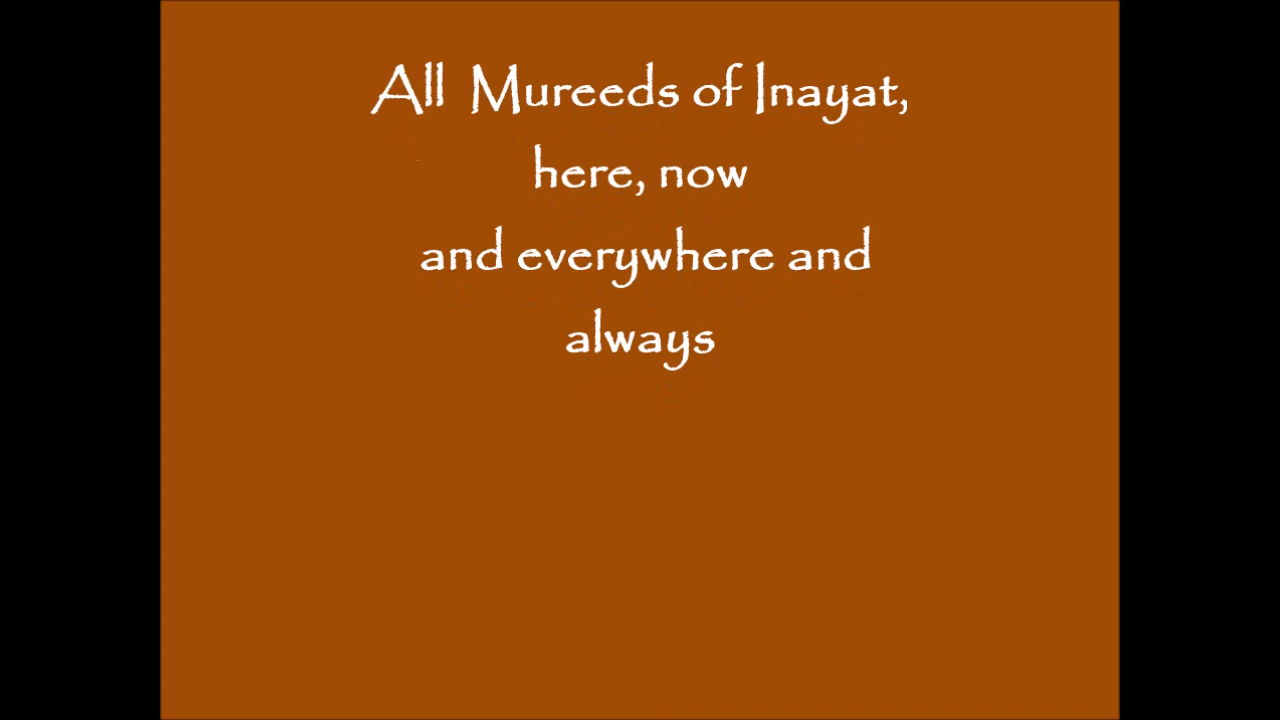 All Mureeds of Inayat,
here, now
and everywhere and
always